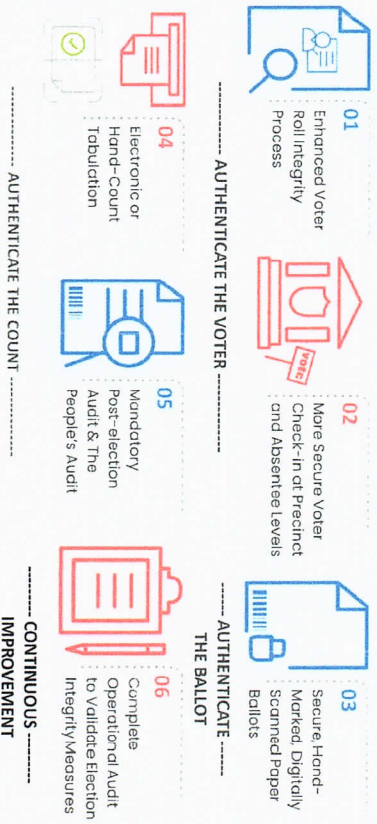 01
Enhanced Voter
Roll Integrity
Process
02
More Secure Voter
Check-in at Precinct
and Absentee Levels
VOTE
03
Secure, Hand-
Marked, Digitally
Scanned Paper
Ballots
AUTHENTICATE THE VOTER
AUTHENTICATE
THE BALLOT
04
Electronic or
Hand-Count
Tabulation
05
Mandatory
Post-election
Audit & The
People's Audit
06
Complete
Operational Audit
to Validate Election
Integrity Measures
AUTHENTICATE THE COUNT
CONTINUOUS
IMPROVEMENT